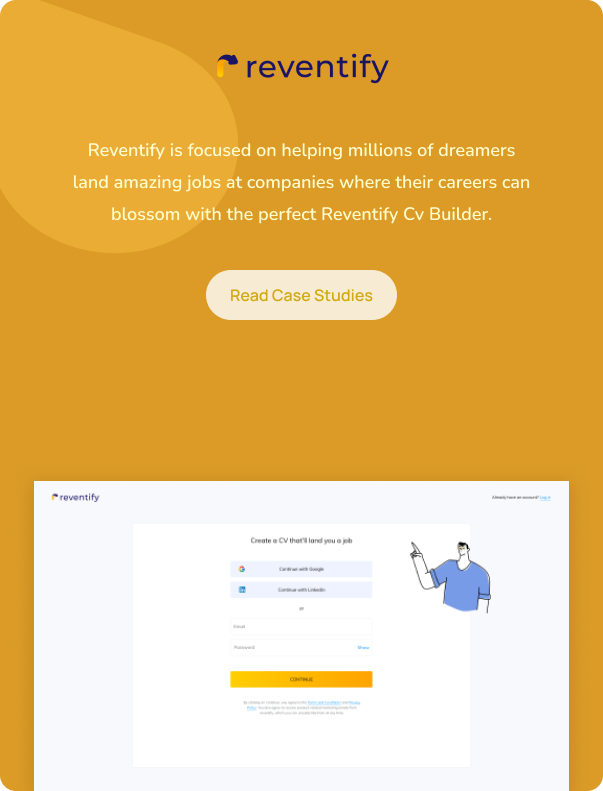 reventify
Reventify is focused on helping millions of dreamers
land amazing jobs at companies where their careers can
blossom with the perfect Reventify Cv Builder.
Read Case Studies
reventify
Already have an account? Log in
Create a CV that'll land you a job
Continue with Google
Continue with LinkedIn
or
Email
Password Show
CONTINUE